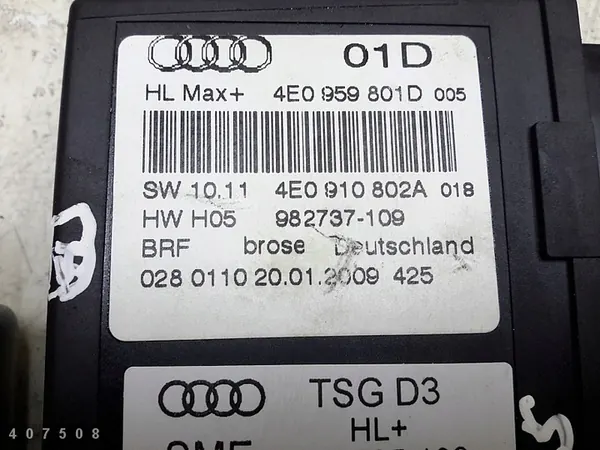 01D
HL Max+ 4E0 959 801D 005
SW 10.11 4E0 910 802A 018
HW H05 982737-109
BRF brose Deutschland
028 0110 20.01.2009 425
TSG D3
HL+
407508